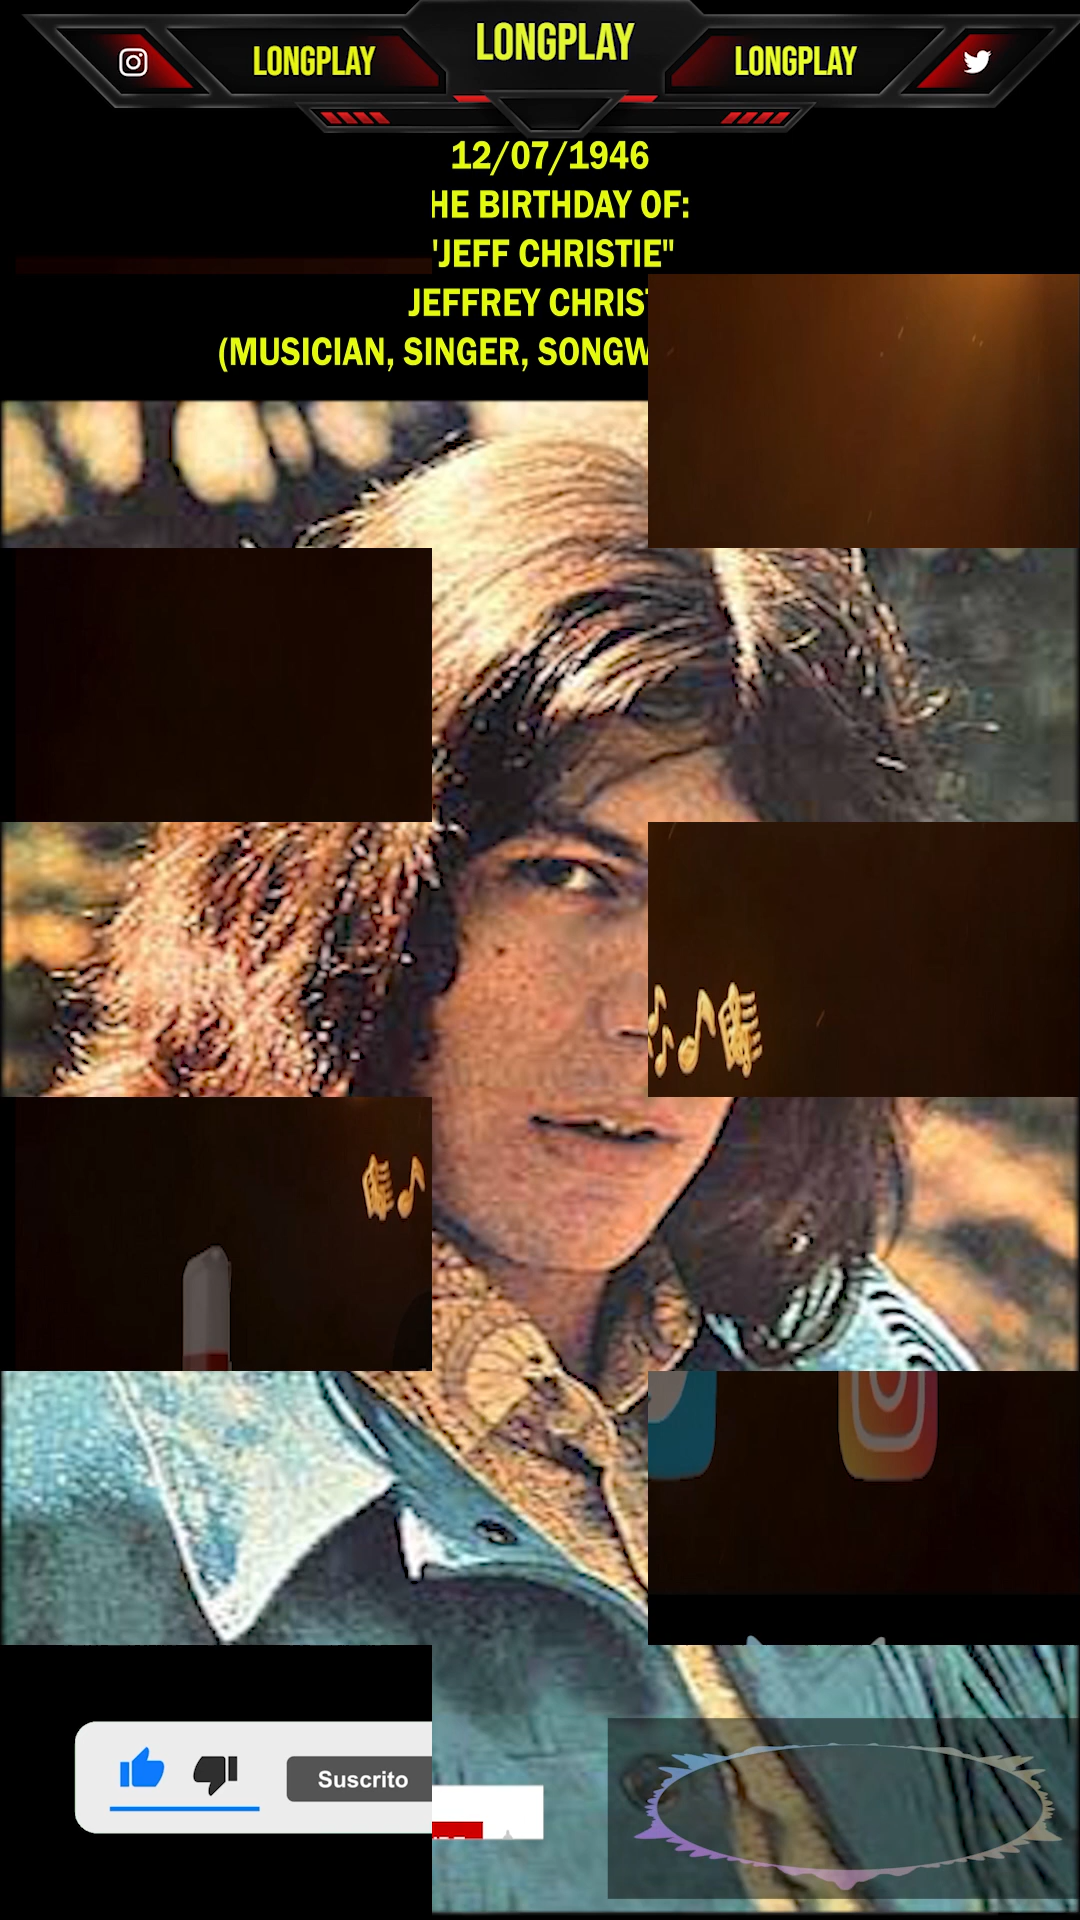 LONGPLAY LONGPLAY LONGPLAY
12/07/1946
HE BIRTHDAY OF:
"JEFF CHRISTIE"
JEFFREY CHRIS
(MUSICIAN, SINGER, SONGW
Suscrito